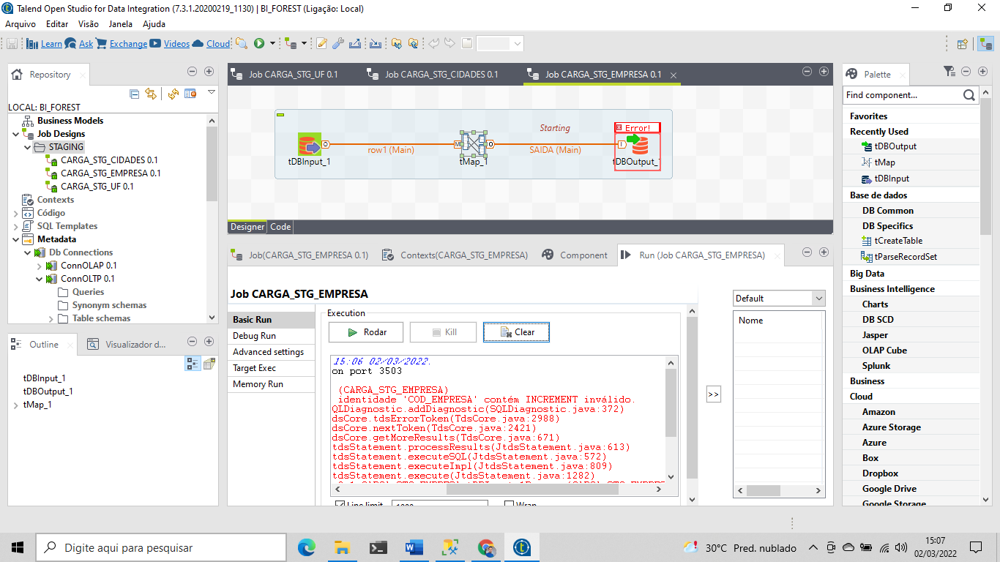 Talend Open Studio for Data Integration (7.3.1.20200219_1130) | BI_FOREST (Ligação: Local)
Arquivo Editar Visão Janela Ajuda
Learn Ask Exchange Videos Cloud
Repository
LOCAL: BI_FOREST
Business Models
Job Designs
STAGING
CARGA_STG_CIDADES 0.1
CARGA_STG_EMPRESA 0.1
CARGA_STG_UF 0.1
Contexts
Código
SQL Templates
Metadata
Db Connections
ConnOLAP 0.1
ConnOLTP 0.1
Queries
Synonym schemas
Table schemas
Outline
Visualizador d...
tDBInput_1
tDBOutput_1
tMap_1
Job CARGA_STG_UF 0.1
Job CARGA_STG_CIDADES 0.1
Job CARGA_STG_EMPRESA 0.1
tDBInput_1
row1 (Main)
tMap_1
Starting
SAIDA (Main)
Error!
tDBOutput_1
Designer Code
Job(CARGA_STG_EMPRESA 0.1)
Contexts(CARGA_STG_EMPRESA)
Component
Run (Job CARGA_STG_EMPRESA)
Job CARGA_STG_EMPRESA
Basic Run
Debug Run
Advanced settings
Target Exec
Memory Run
Execution
Rodar
Kill
Clear
15:06 02/03/2022.
on port 3503
(CARGA_STG_EMPRESA)
identidade 'COD_EMPRESA' contém INCREMENT inválido.
QLDiagnostic.addDiagnostic(SQLDiagnostic.java:372)
dsCore.tdsErrorToken(TdsCore.java:2988)
dsCore.nextToken(TdsCore.java:2421)
dsCore.getMoreResults(TdsCore.java:671)
tdsStatement.processResults(JtdsStatement.java:613)
tdsStatement.executeSQL(JtdsStatement.java:572)
tdsStatement.executeImpl(JtdsStatement.java:809)
tdsStatement.execute(JtdsStatement.java:1282)
Line limit
Wrap
>>
Default
Nome
Palette
Find component...
Favorites
Recently Used
tDBOutput
tMap
tDBInput
Base de dados
DB Common
DB Specifics
tCreateTable
tParseRecordSet
Big Data
Business Intelligence
Charts
DB SCD
Jasper
OLAP Cube
Splunk
Business
Cloud
Amazon
Azure Storage
Azure
Box
Dropbox
Google Drive
Google Storage
Digite aqui para pesquisar
30°C Pred. nublado
15:07
02/03/2022